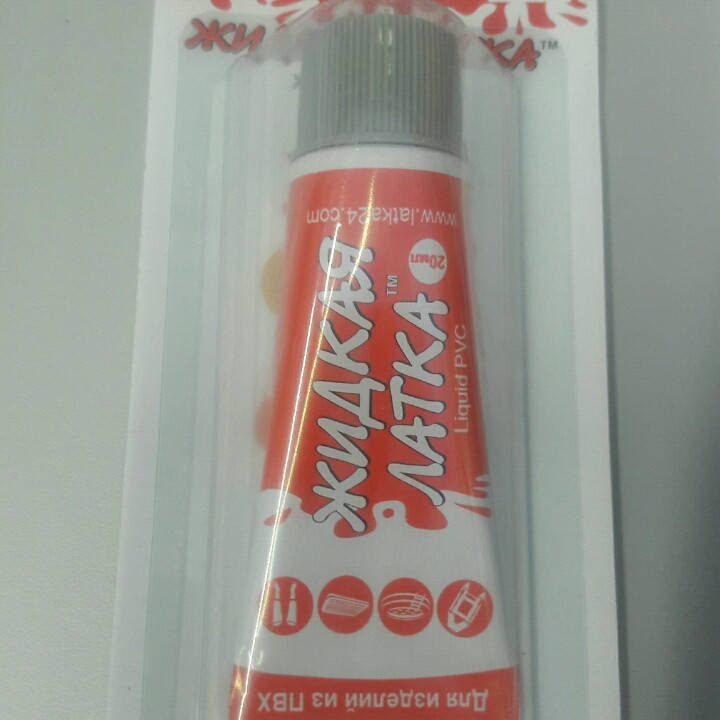 www.latka24.com
20мл
ЖИДКАЯ
ЛАТКА™
Liquid PVC
Для изделий из ПВХ